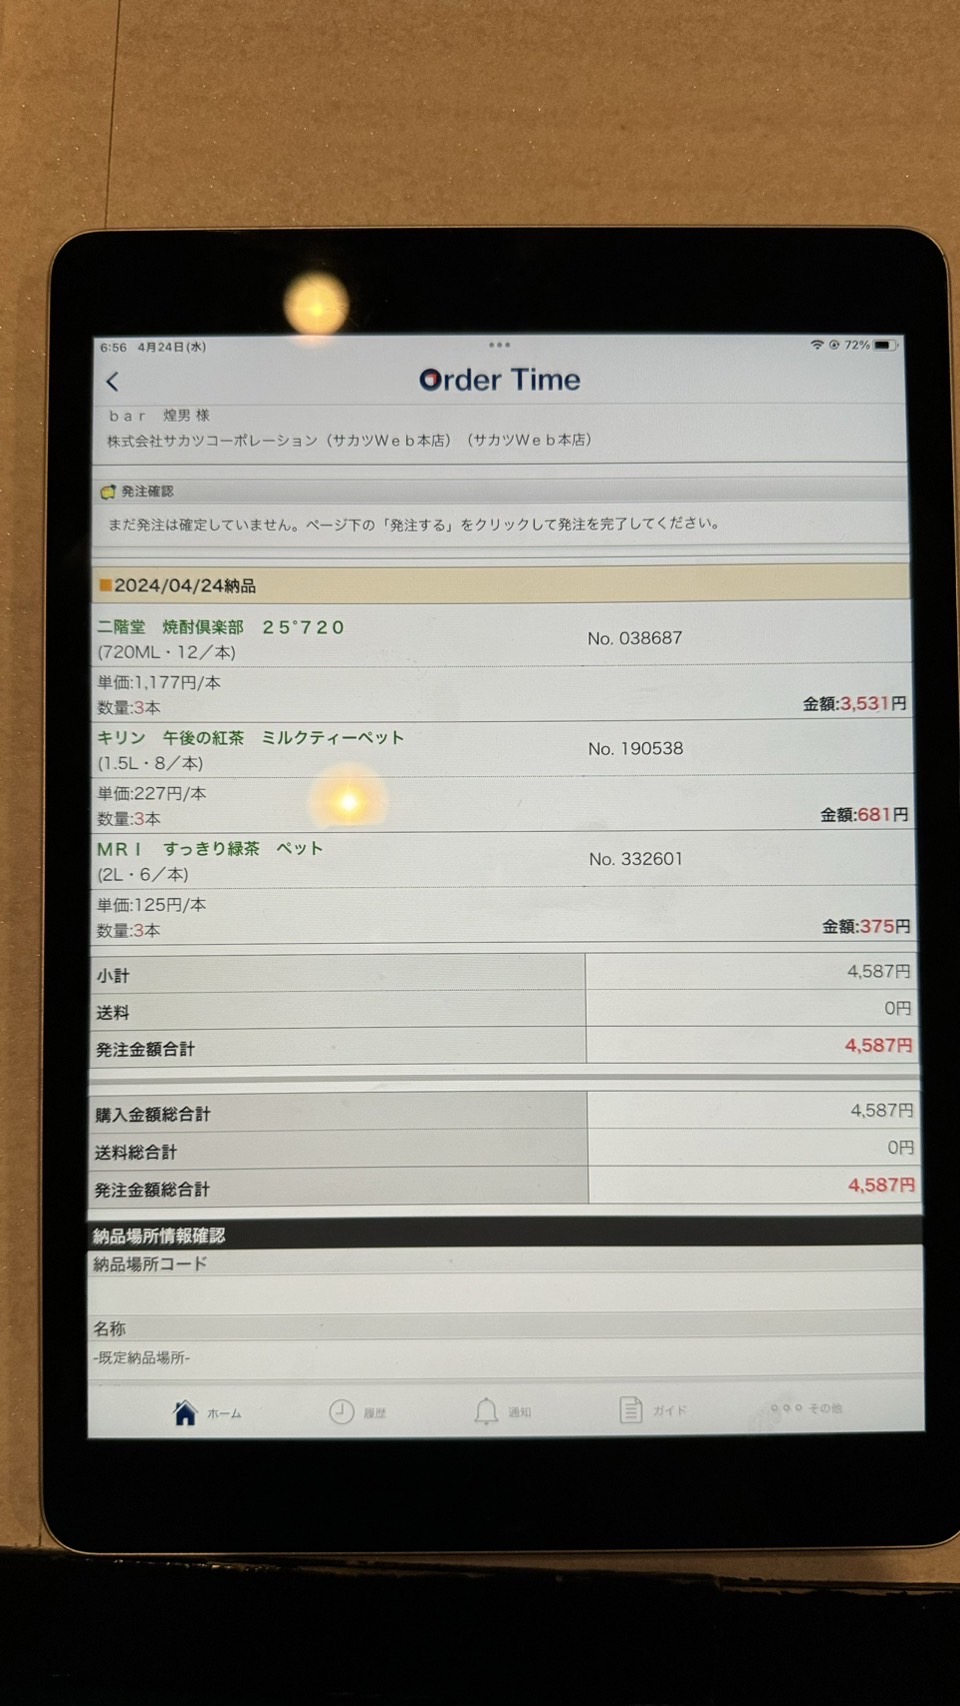 6:56 4月24日(水)
72%
Order Time
bar 煌男 様
株式会社サカツコーポレーション（サカツWeb本店）（サカツWeb本店）
発注確認
まだ発注は確定していません。ページ下の「発注する」をクリックして発注を完了してください。
■2024/04/24納品
二階堂　焼酎倶楽部　２５°７２０
(720ML・12／本)
No. 038687
単価:1,177円/本
数量:3本
金額:3,531円
キリン　午後の紅茶　ミルクティーペット
(1.5L・8／本)
No. 190538
単価:227円/本
数量:3本
金額:681円
ＭＲＩ　すっきり緑茶　ペット
(2L・6／本)
No. 332601
単価:125円/本
数量:3本
金額:375円
小計 4,587円
送料 0円
発注金額合計 4,587円
購入金額総合計 4,587円
送料総合計 0円
発注金額総合計 4,587円
納品場所情報確認
納品場所コード
名称
-既定納品場所-
ホーム 履歴 通知 ガイド その他